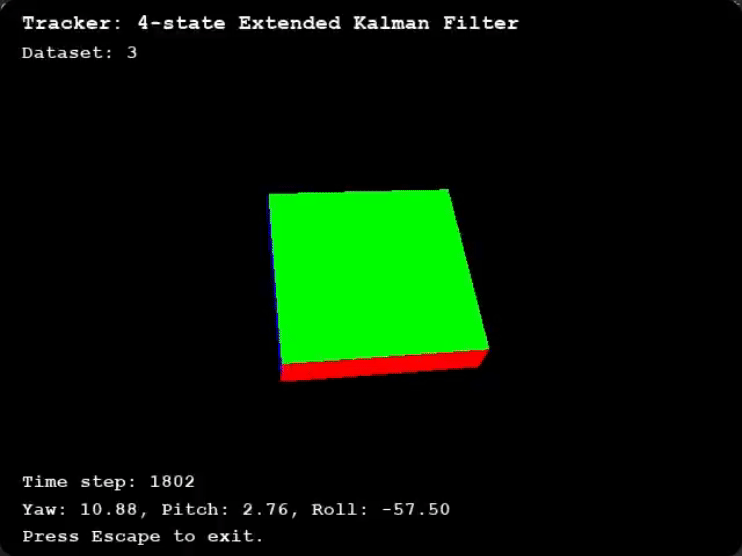 Tracker: 4-state Extended Kalman Filter
Dataset: 3
Time step: 1802
Yaw: 10.88, Pitch: 2.76, Roll: -57.50
Press Escape to exit.